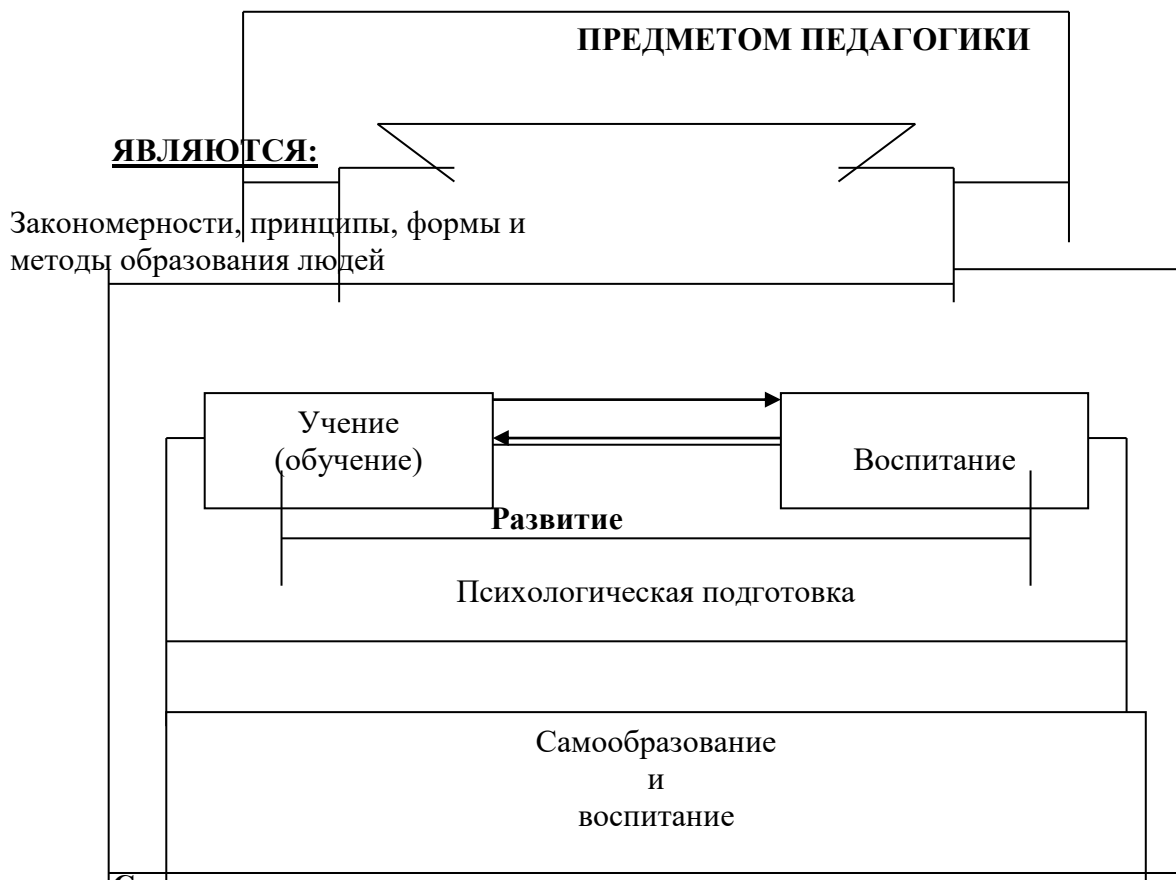 ПРЕДМЕТОМ ПЕДАГОГИКИ
ЯВЛЯЮТСЯ:
Закономерности, принципы, формы и
методы образования людей
Учение
(обучение)
Воспитание
Развитие
Психологическая подготовка
Самообразование
и
воспитание